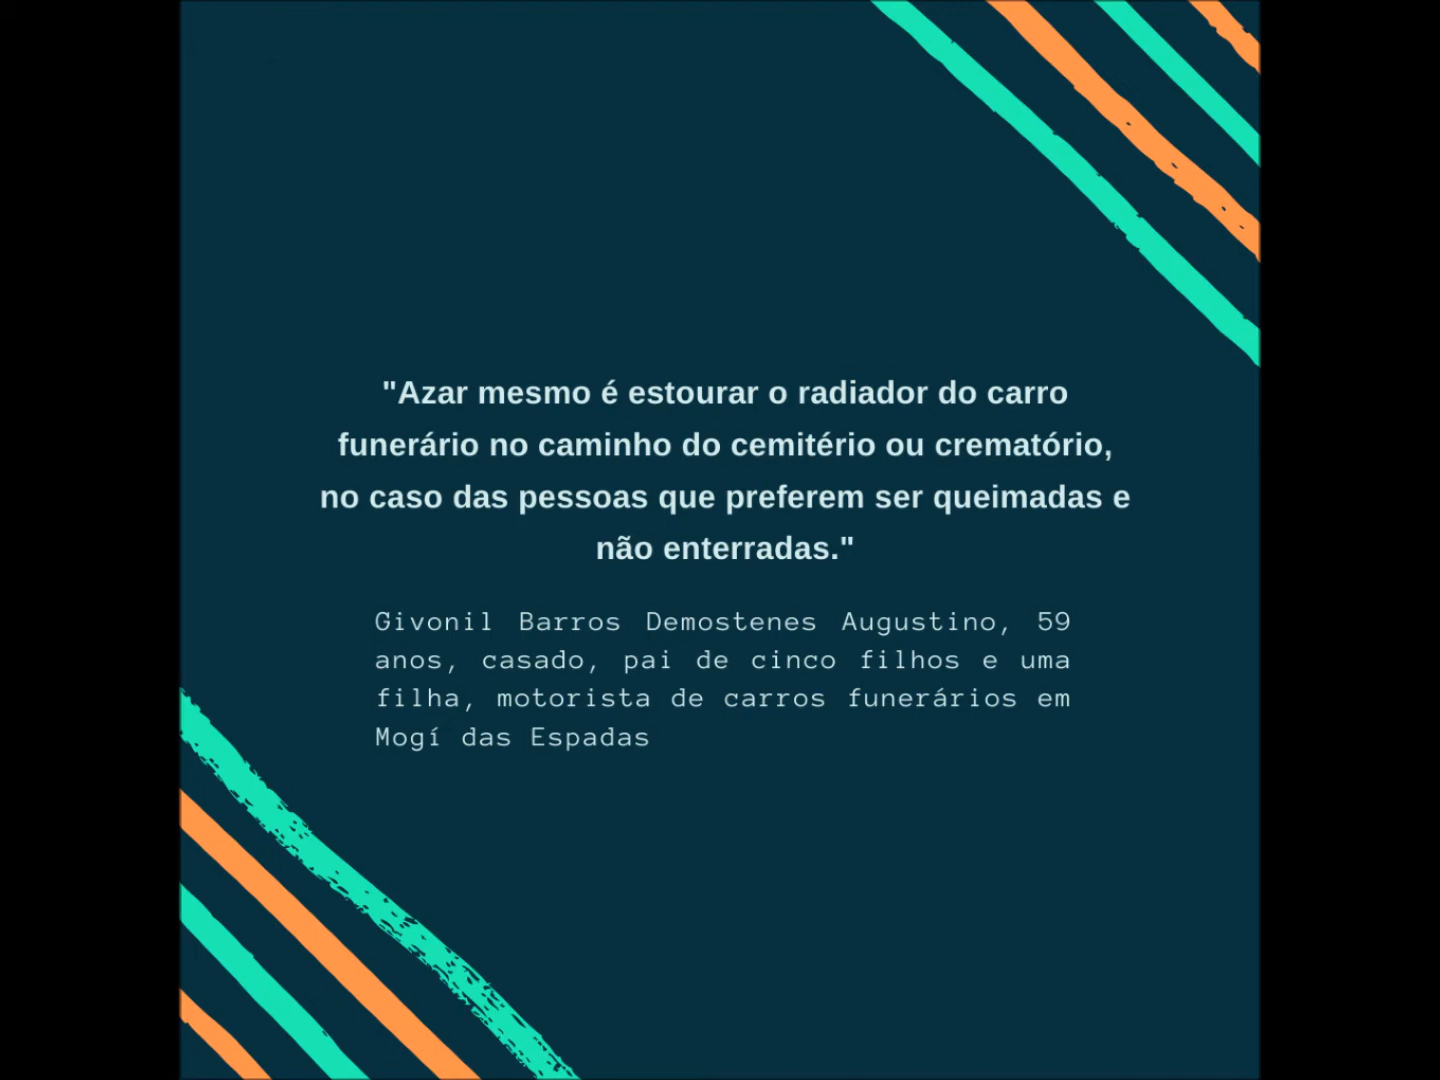 "Azar mesmo é estourar o radiador do carro
funerário no caminho do cemitério ou crematório,
no caso das pessoas que preferem ser queimadas e
não enterradas."
Givonil Barros Demostenes Augustino, 59
anos, casado, pai de cinco filhos e uma
filha, motorista de carros funerários em
Mogí das Espadas